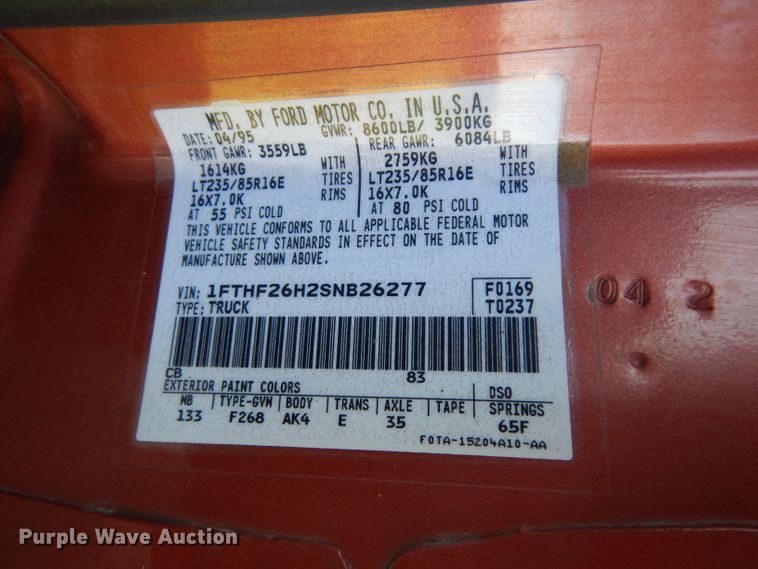 MFD. BY FORD MOTOR CO. IN U.S.A.
DATE: 04/95 GVWR: 8600LB/ 3900KG
FRONT GAWR: 3559LB REAR GAWR: 6084LB
1614KG WITH 2759KG WITH
LT235/85R16E TIRES LT235/85R16E TIRES
16X7.0K RIMS 16X7.0K RIMS
AT 55 PSI COLD AT 80 PSI COLD
THIS VEHICLE CONFORMS TO ALL APPLICABLE FEDERAL MOTOR
VEHICLE SAFETY STANDARDS IN EFFECT ON THE DATE OF
MANUFACTURE SHOWN ABOVE.
VIN: 1FTHF26H2SNB26277 F0169
TYPE: TRUCK T0237
04 2
CB 83
EXTERIOR PAINT COLORS DSO
WB TYPE-GVM BODY TRANS AXLE TAPE SPRINGS
133 F268 AK4 E 35 65F
F0TA-15204A10-AA
Purple Wave Auction